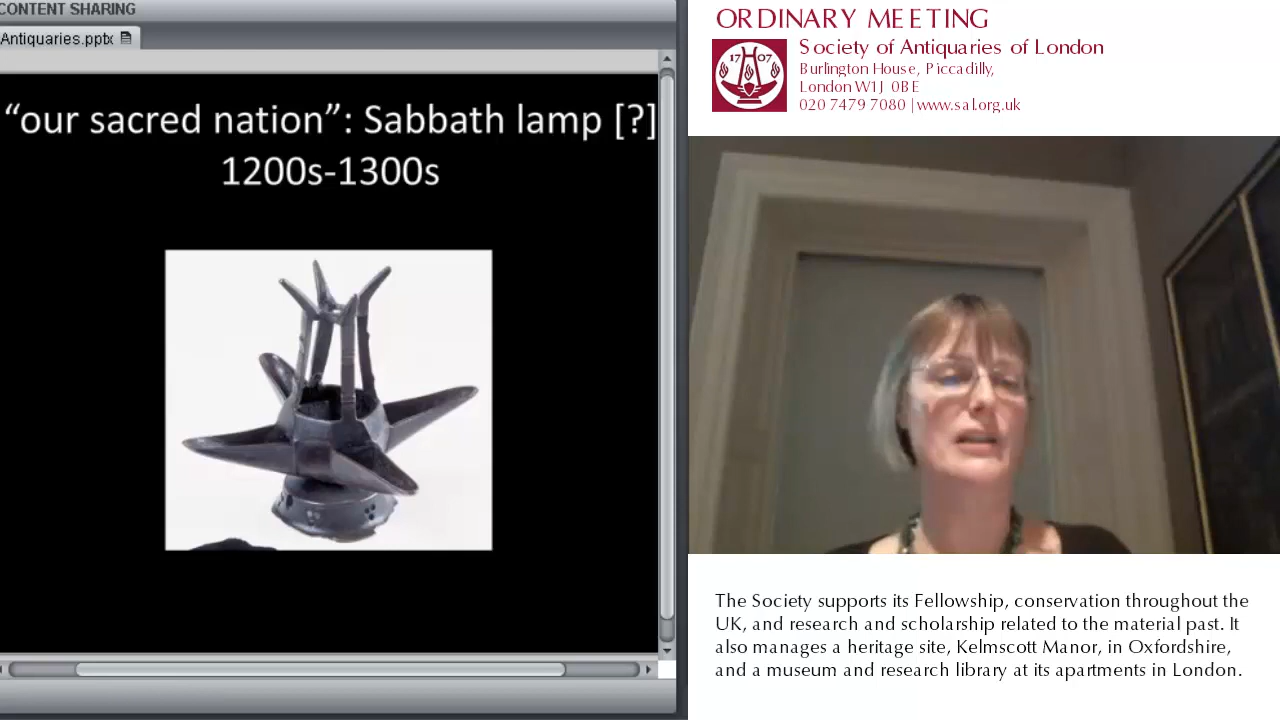 CONTENT SHARING
Antiquaries.pptx
“our sacred nation”: Sabbath lamp [?]
1200s-1300s
ORDINARY MEETING
1707
Society of Antiquaries of London
Burlington House, Piccadilly,
London W1J 0BE
020 7479 7080 | www.sal.org.uk
The Society supports its Fellowship, conservation throughout the
UK, and research and scholarship related to the material past. It
also manages a heritage site, Kelmscott Manor, in Oxfordshire,
and a museum and research library at its apartments in London.